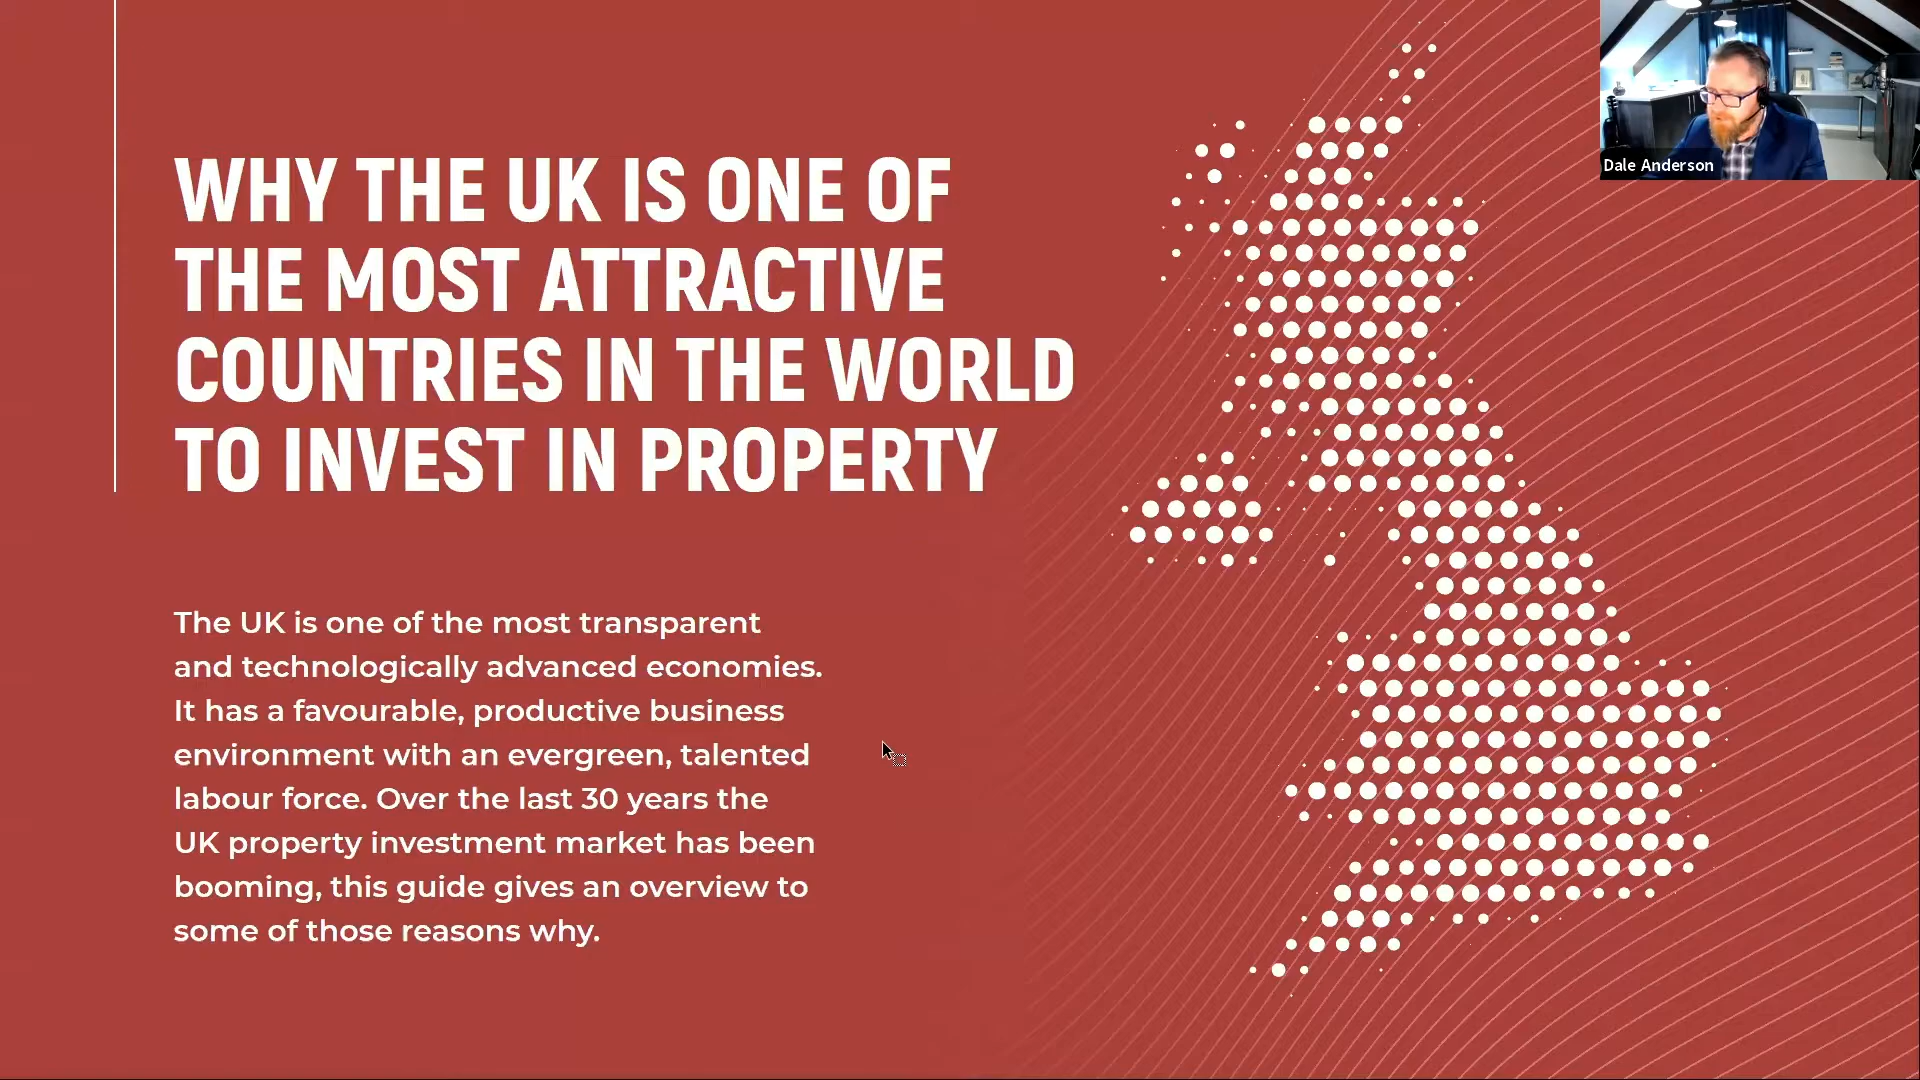 WHY THE UK IS ONE OF
THE MOST ATTRACTIVE
COUNTRIES IN THE WORLD
TO INVEST IN PROPERTY
The UK is one of the most transparent
and technologically advanced economies.
It has a favourable, productive business
environment with an evergreen, talented
labour force. Over the last 30 years the
UK property investment market has been
booming, this guide gives an overview to
some of those reasons why.
Dale Anderson